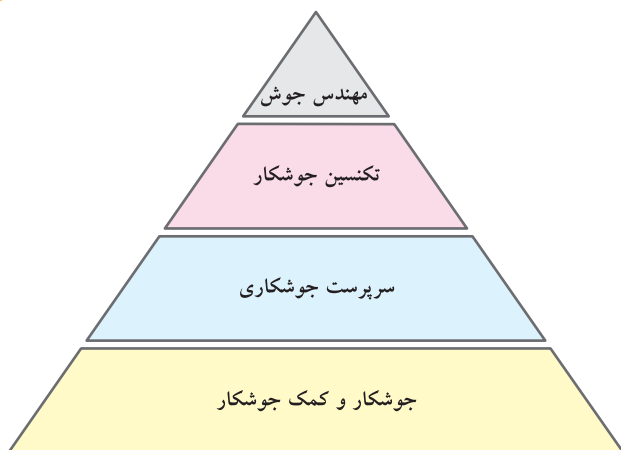 مهندس جوش
تکنسین جوشکار
سرپرست جوشکاری
جوشکار و کمک جوشکار